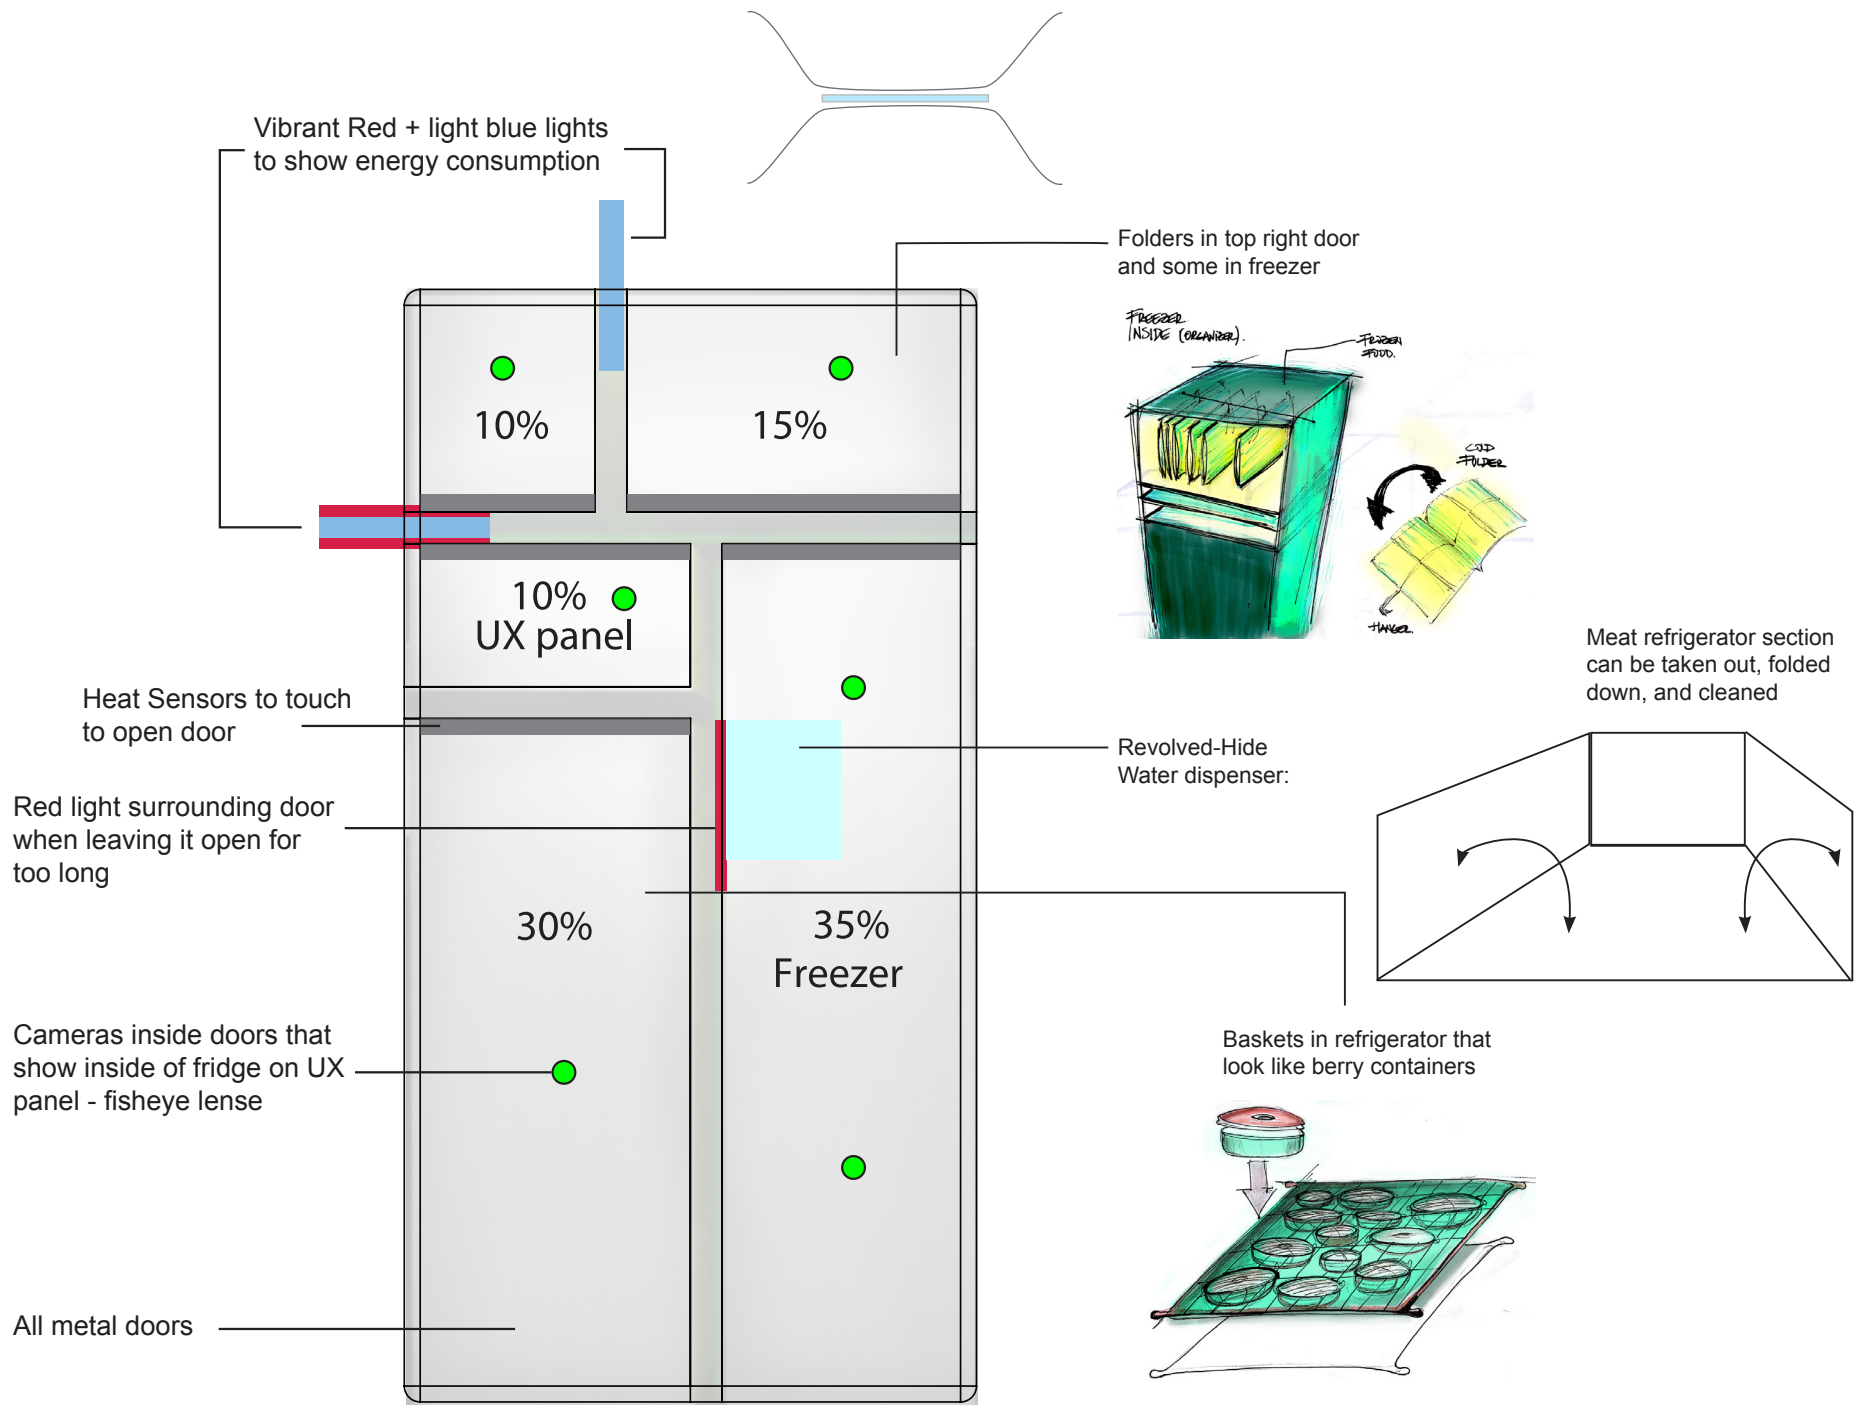 Vibrant Red + light blue lights
to show energy consumption
Folders in top right door
and some in freezer
FREEZER
INSIDE (ORGANIZER).
FROZEN
FOOD.
10%
15%
COLD
FOLDER
HANGER.
10%
UX panel
Meat refrigerator section
can be taken out, folded
down, and cleaned
Heat Sensors to touch
to open door
Revolved-Hide
Water dispenser:
Red light surrounding door
when leaving it open for
too long
30%
35%
Freezer
Cameras inside doors that
show inside of fridge on UX
panel - fisheye lense
Baskets in refrigerator that
look like berry containers
All metal doors